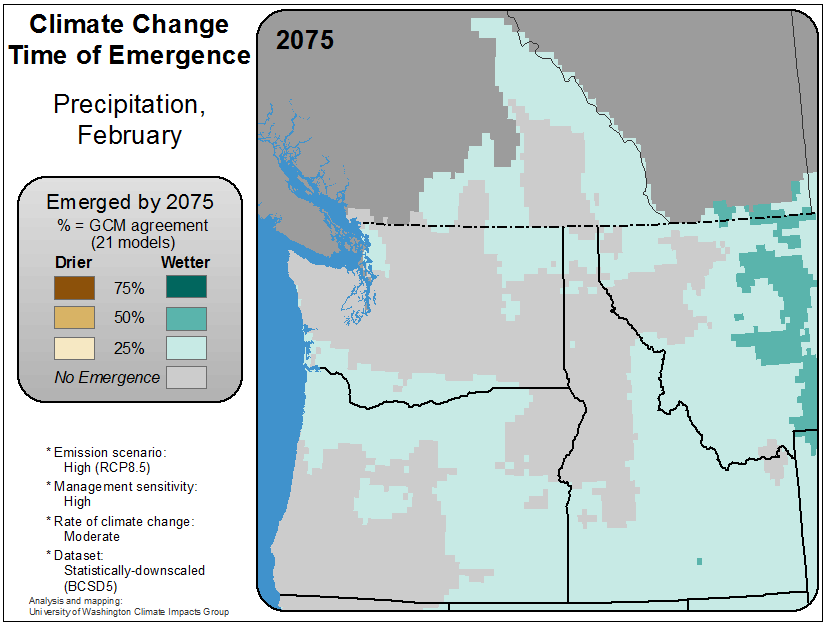 Climate Change
Time of Emergence
Precipitation,
February
Emerged by 2075
% = GCM agreement
(21 models)
Drier Wetter
75%
50%
25%
No Emergence
* Emission scenario:
High (RCP8.5)
* Management sensitivity:
High
* Rate of climate change:
Moderate
* Dataset:
Statistically-downscaled
(BCSD5)
Analysis and mapping:
University of Washington Climate Impacts Group
2075